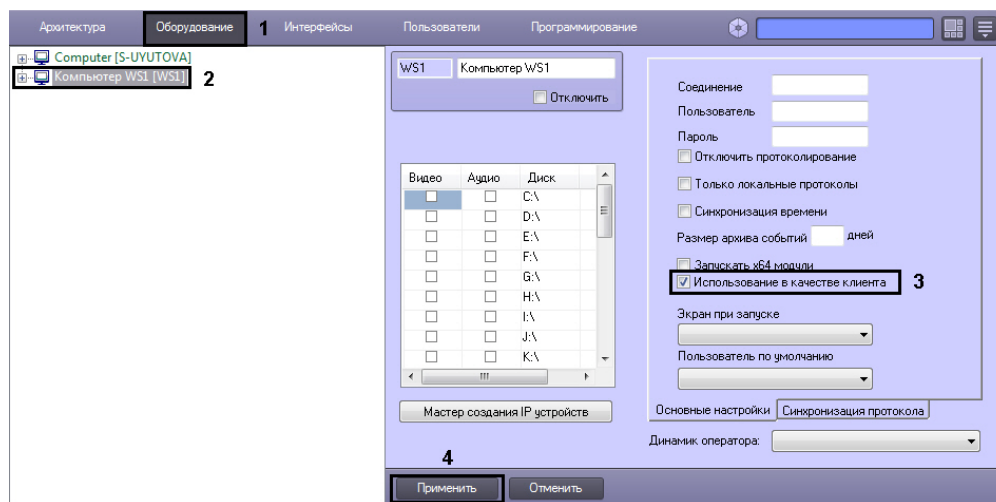 Архитектура Оборудование 1 Интерфейсы Пользователи Программирование
Computer [S-UYUTOVA]
Компьютер WS1 [WS1] 2
WS1 Компьютер WS1
Отключить
Видео Аудио Диск
C:\
D:\
E:\
F:\
G:\
H:\
I:\
J:\
K:\
Мастер создания IP устройств
Соединение
Пользователь
Пароль
Отключить протоколирование
Только локальные протоколы
Синхронизация времени
Размер архива событий дней
Запускать x64 модули
Использование в качестве клиента 3
Экран при запуске
Пользователь по умолчанию
Основные настройки Синхронизация протокола
Динамик оператора:
4
Применить Отменить